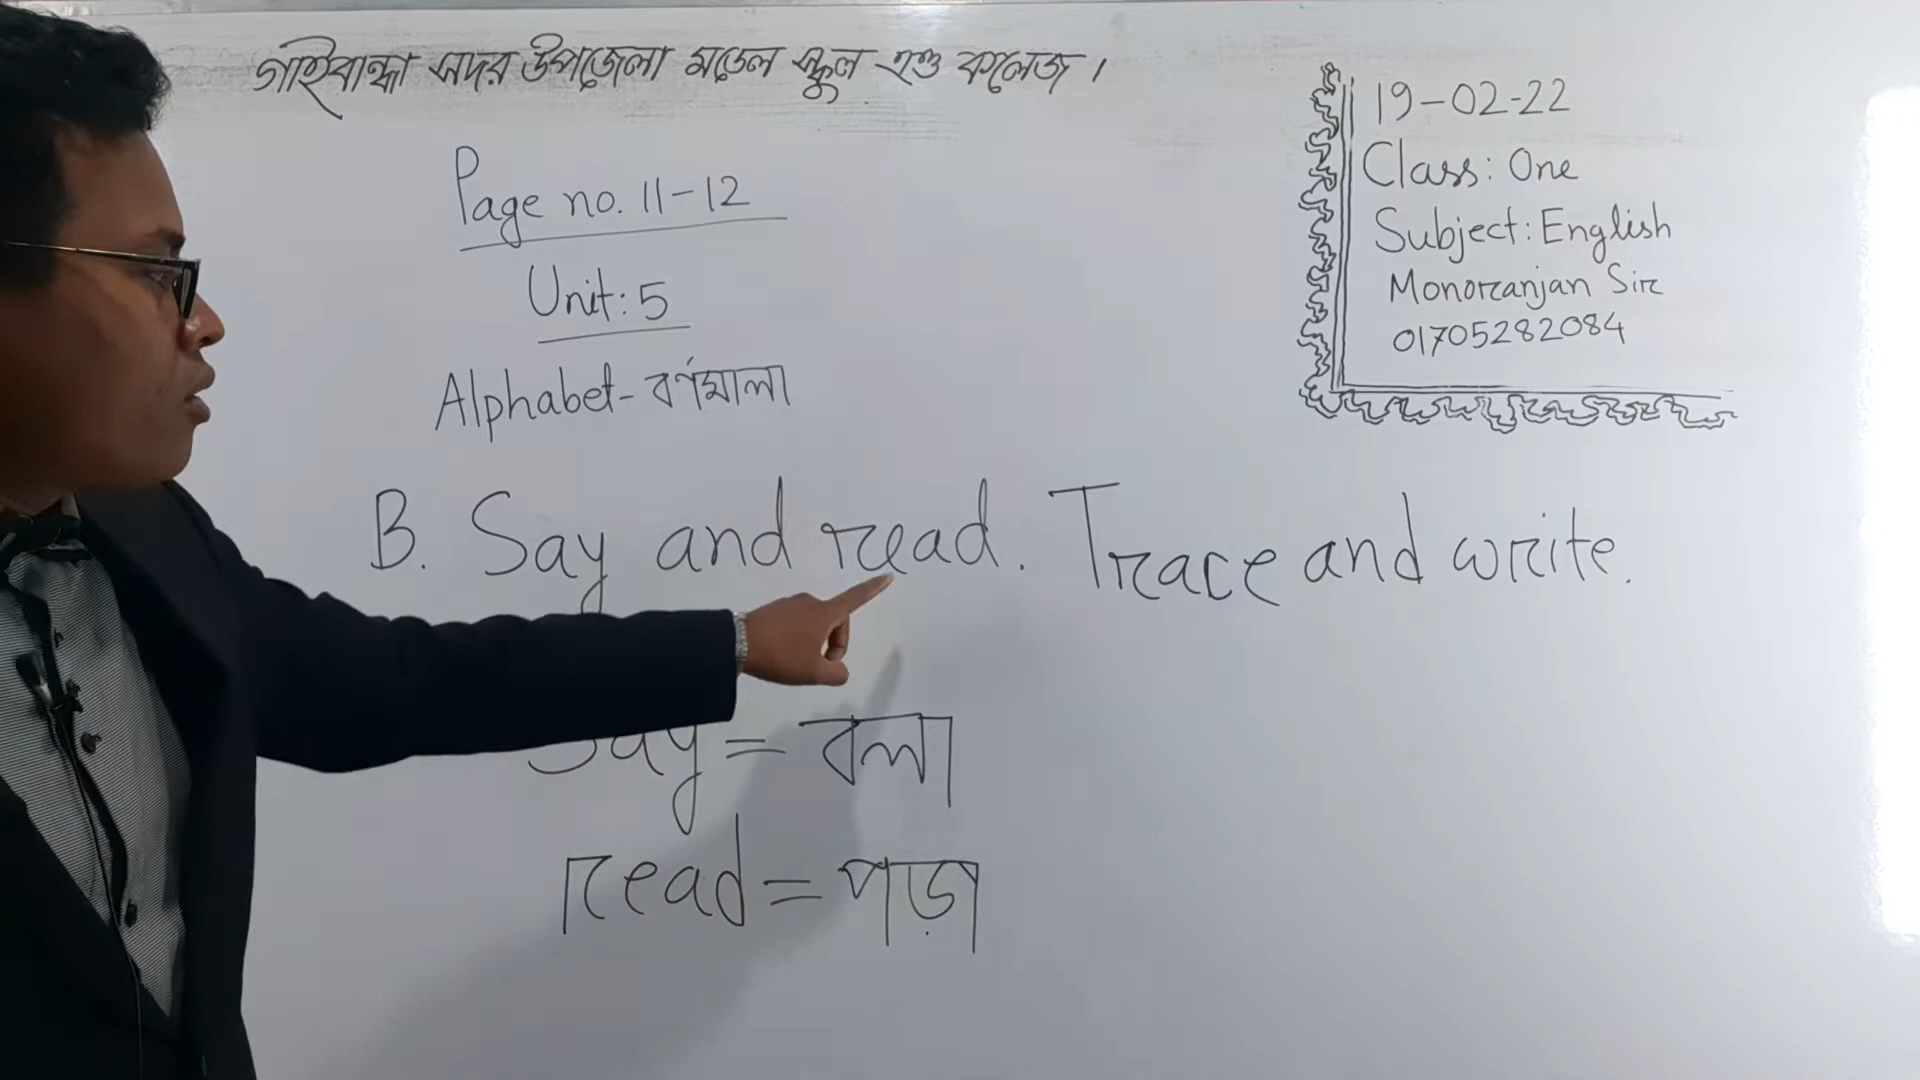 গাইবান্ধা সদর উপজেলা মডেল স্কুল এণ্ড কলেজ।
19-02-22
Class: One
Subject: English
Monoranjan Sir
01705282084
Page no. 11-12
Unit: 5
Alphabet- বর্ণমালা
B. Say and read. Trace and write.
Say = বলা
read = পড়া